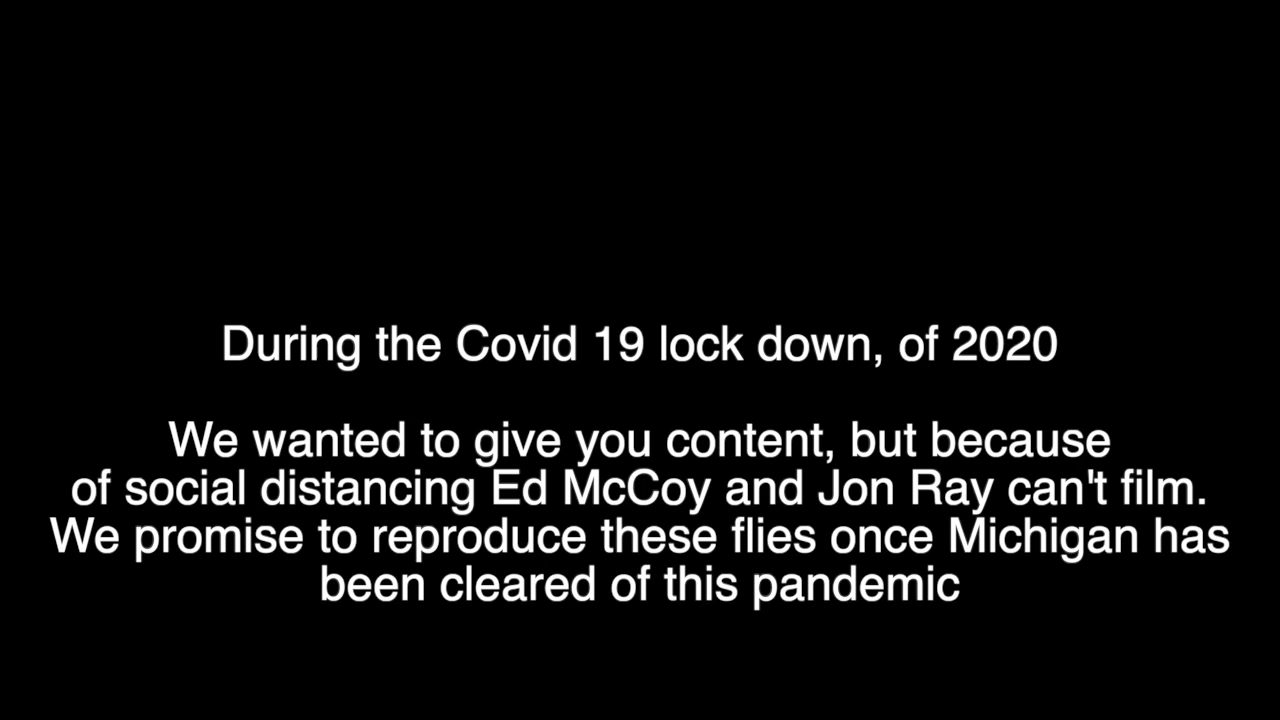 During the Covid 19 lock down, of 2020
We wanted to give you content, but because
of social distancing Ed McCoy and Jon Ray can't film.
We promise to reproduce these flies once Michigan has
been cleared of this pandemic